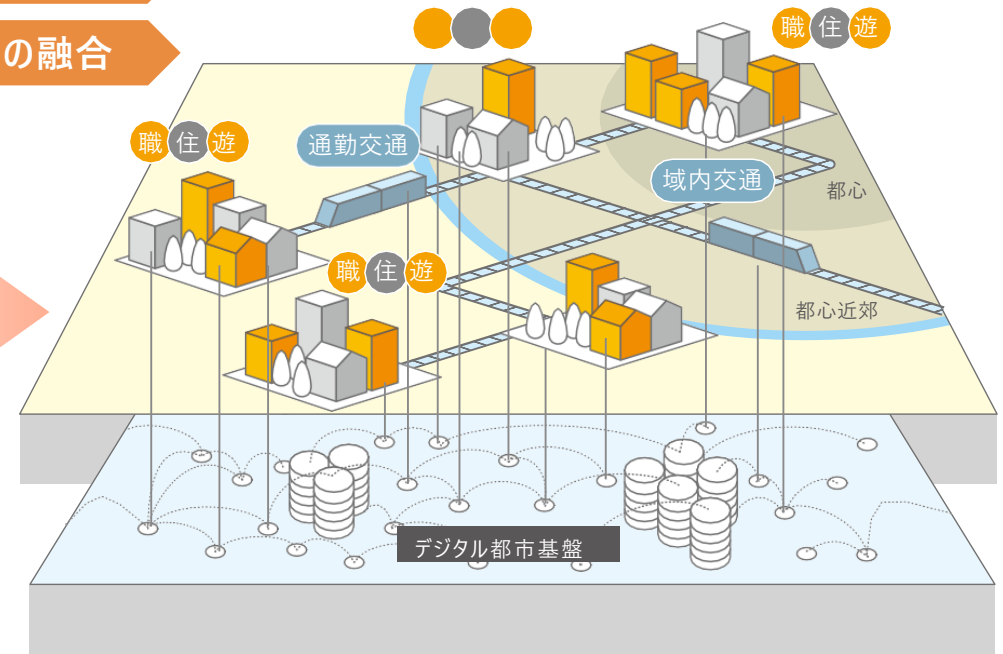 の融合
職住遊
職住遊
通勤交通
域内交通
都心
職住遊
都心近郊
デジタル都市基盤